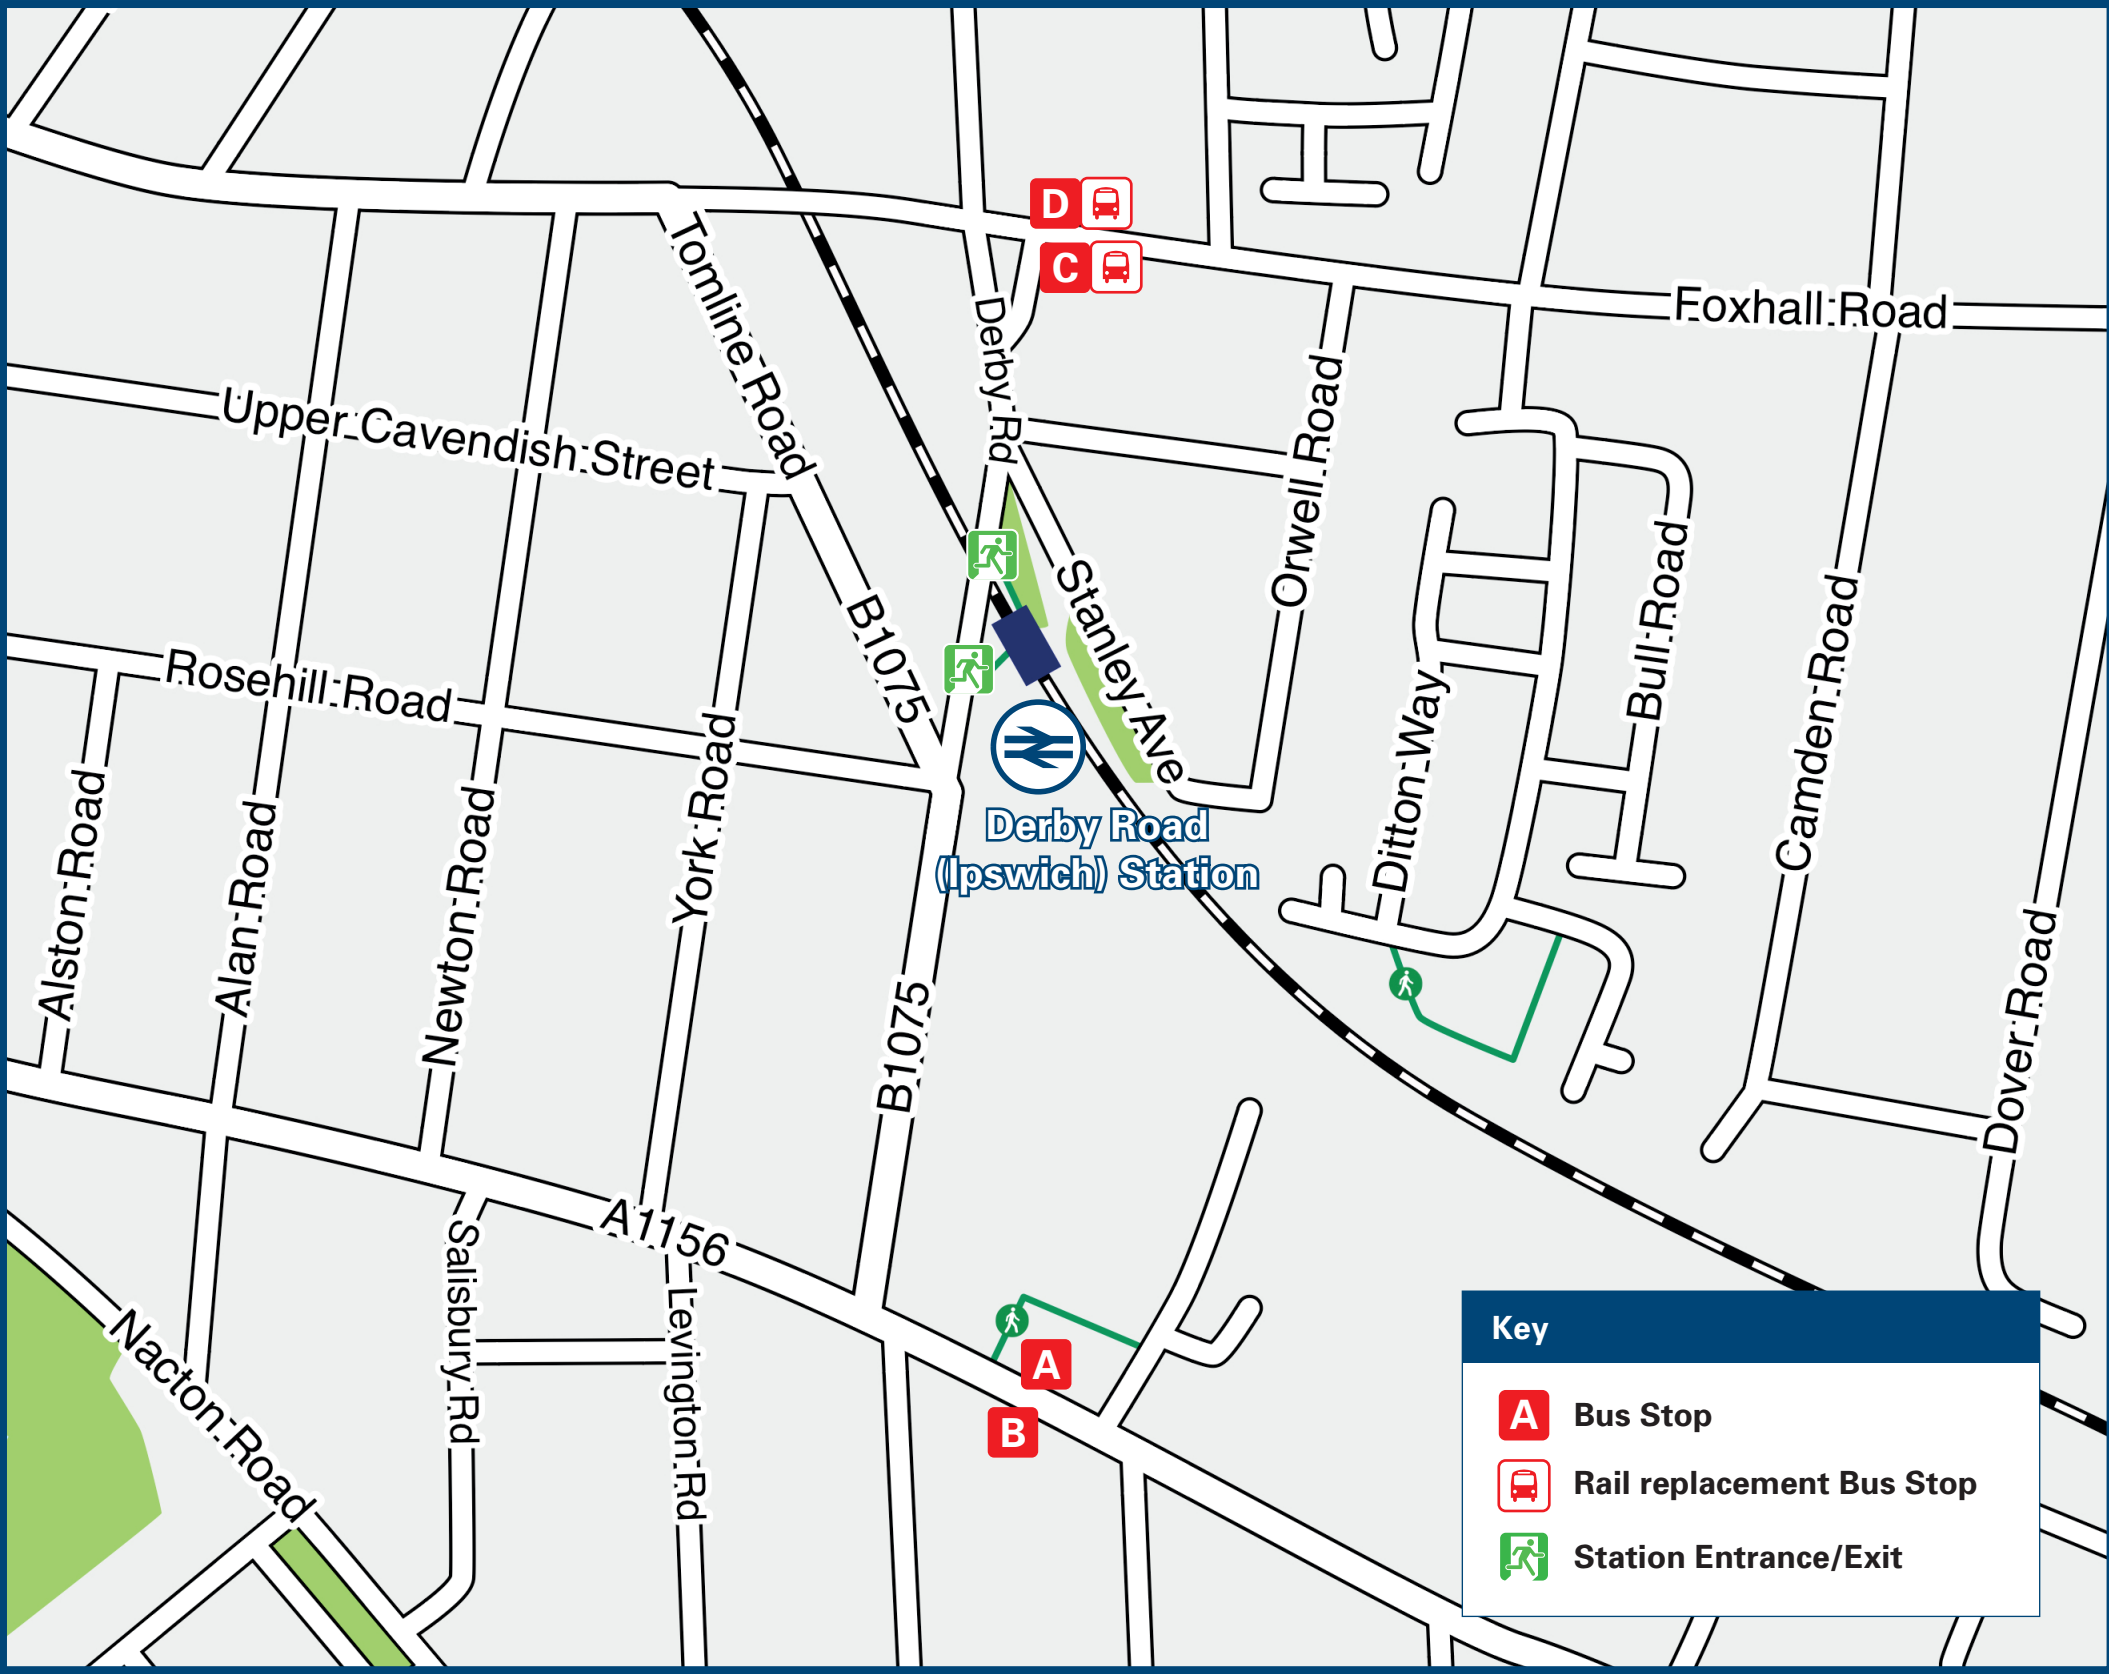 D
C
Foxhall Road
Tomline Road
Derby Rd
Upper Cavendish Street
Orwell Road
Bull Road
Stanley Ave
B1075
Rosehill Road
Camden Road
Ditton Way
York Road
Alston Road
Alan Road
Newton Road
Derby Road
(Ipswich) Station
Dover Road
B1075
A1156
Salisbury Rd
Levington Rd
Nacton Road
A
B
Key
A Bus Stop
Rail replacement Bus Stop
Station Entrance/Exit